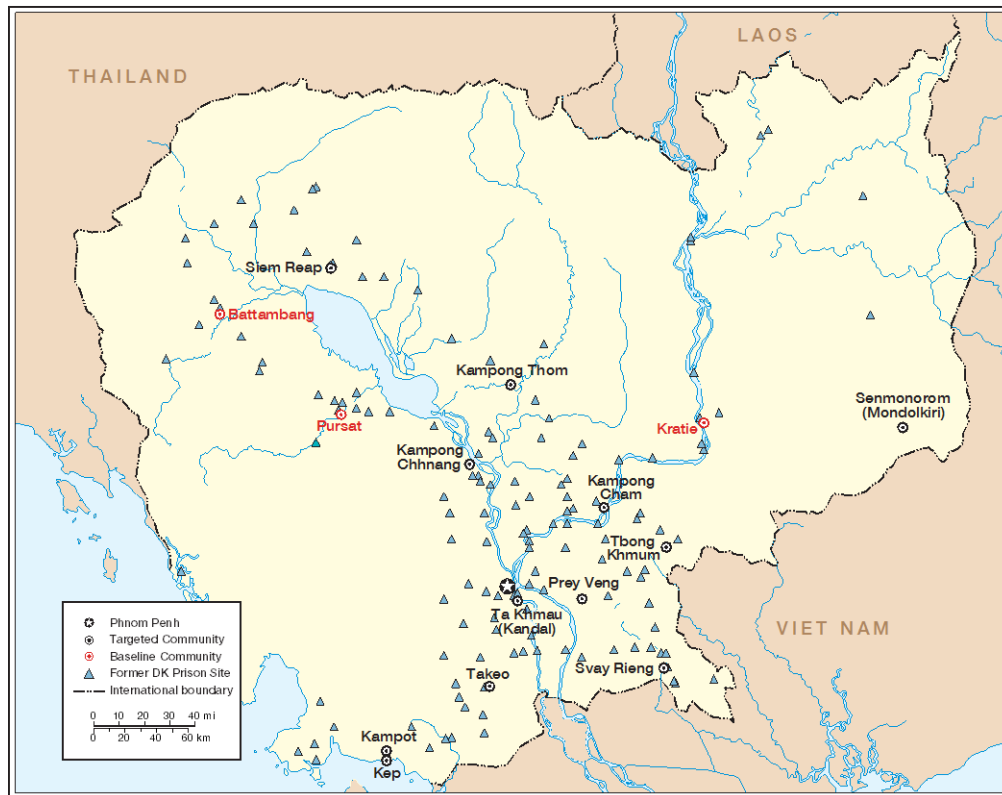 LAOS
THAILAND
Siem Reap
Battambang
Kampong Thom
Senmonorom
(Mondolkiri)
Pursat
Kratie
Kampong
Chhnang
Kampong
Cham
Tbong
Khmum
Prey Veng
Ta Khmau
(Kandal)
VIET NAM
Svay Rieng
Takeo
Kampot
Kep
Phnom Penh
Targeted Community
Baseline Community
Former DK Prison Site
International boundary
0 10 20 30 40 mi
0 20 40 60 km